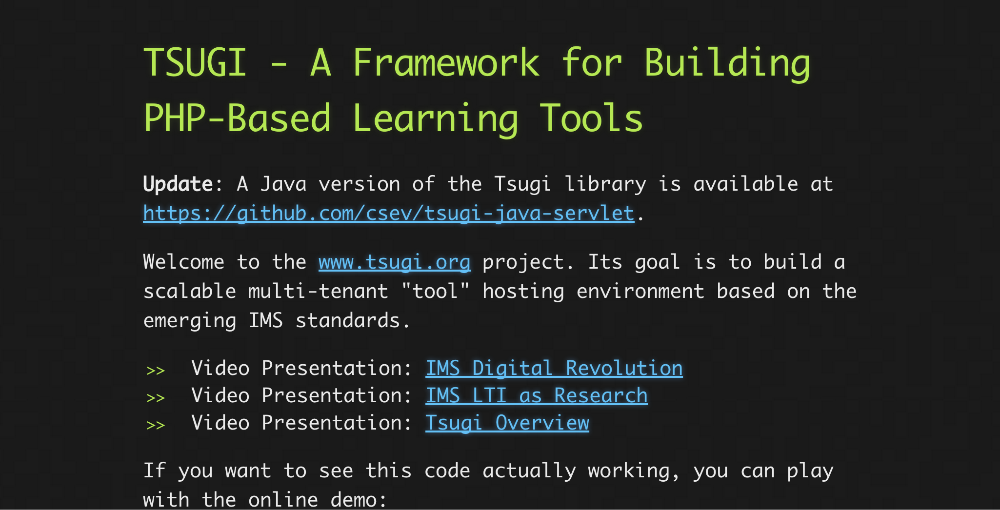 TSUGI - A Framework for Building
PHP-Based Learning Tools
Update: A Java version of the Tsugi library is available at
https://github.com/csev/tsugi-java-servlet.
Welcome to the www.tsugi.org project. Its goal is to build a
scalable multi-tenant "tool" hosting environment based on the
emerging IMS standards.
>> Video Presentation: IMS Digital Revolution
>> Video Presentation: IMS LTI as Research
>> Video Presentation: Tsugi Overview
If you want to see this code actually working, you can play
with the online demo: